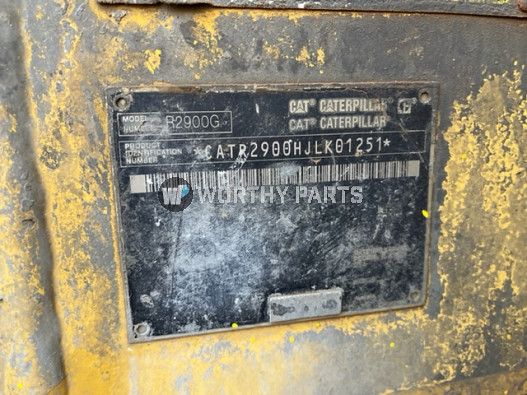 MODEL NUMBER R2900G
CAT® CATERPILLAR
CAT® CATERPILLAR
PRODUCT IDENTIFICATION NUMBER *CATR2900HJLK01251*
W WORTHY PARTS